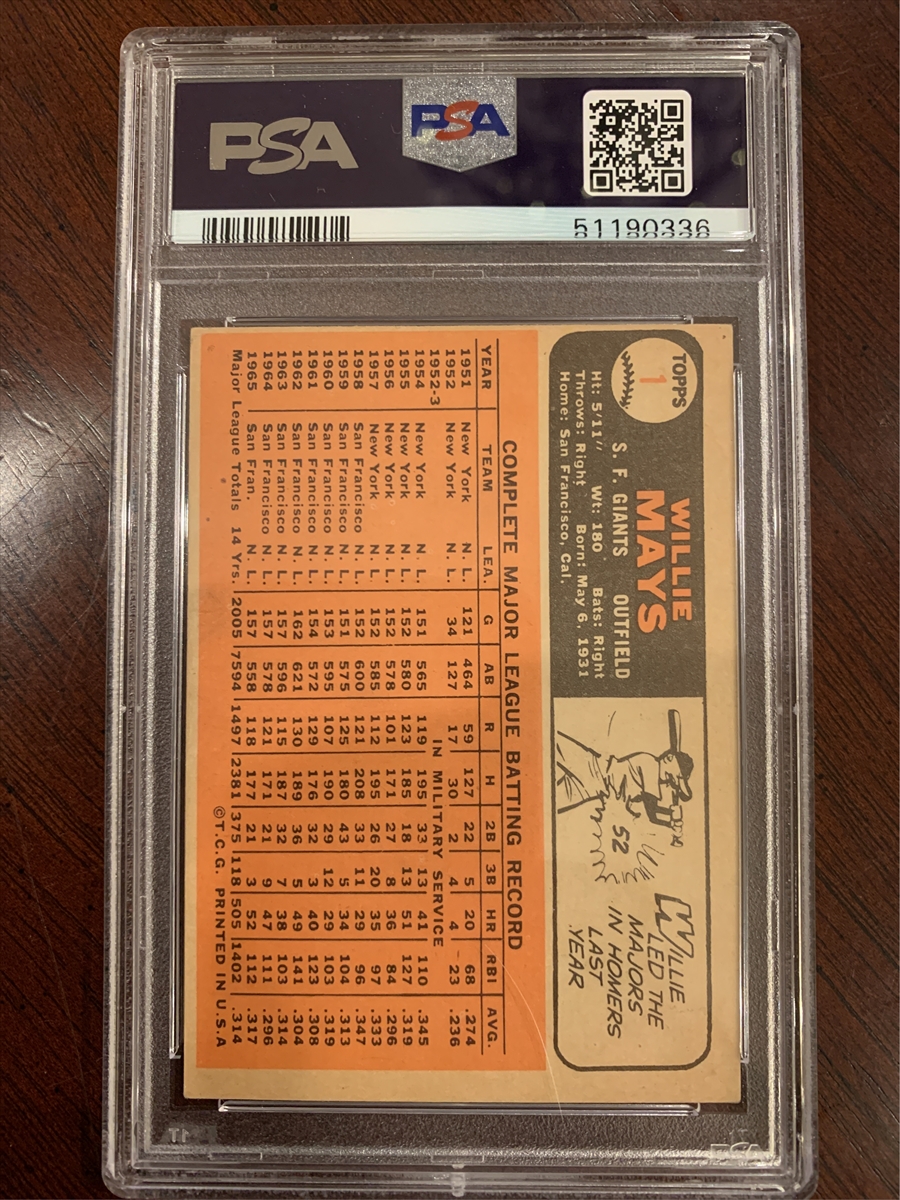 PSA
PSA
51190336
TOPPS
1
WILLIE
MAYS
S. F. GIANTS OUTFIELD
Ht: 5'11" Wt: 180 Bats: Right
Throws: Right Born: May 6, 1931
Home: San Francisco, Cal.
52
WILLIE
LED THE
MAJORS
IN HOMERS
LAST
YEAR
COMPLETE MAJOR LEAGUE BATTING RECORD
YEAR TEAM LEA. G AB R H 2B 3B HR RBI AVG.
1951 New York N. L. 121 464 59 127 22 5 20 68 .274
1952 New York N. L. 34 127 17 30 2 4 4 23 .236
1952-3 IN MILITARY SERVICE
1954 New York N. L. 151 565 119 195 33 13 41 110 .345
1955 New York N. L. 152 580 123 185 18 13 51 127 .319
1956 New York N. L. 152 578 101 171 27 8 36 84 .296
1957 New York N. L. 152 585 112 195 26 20 35 97 .333
1958 San Francisco N. L. 152 600 121 208 33 11 29 96 .347
1959 San Francisco N. L. 151 575 125 180 43 5 34 104 .313
1960 San Francisco N. L. 153 595 107 190 29 12 29 103 .319
1961 San Francisco N. L. 154 572 129 176 32 3 40 123 .308
1962 San Francisco N. L. 162 621 130 189 36 5 49 141 .304
1963 San Francisco N. L. 157 596 115 187 32 7 38 103 .314
1964 San Francisco N. L. 157 578 121 171 21 9 47 111 .296
1965 San Fran. N. L. 157 558 118 177 21 3 52 112 .317
Major League Totals 14 Yrs. 2005 7594 1497 2381 375 118 505 1402 .314
©T.C.G. PRINTED IN U.S.A
PSA